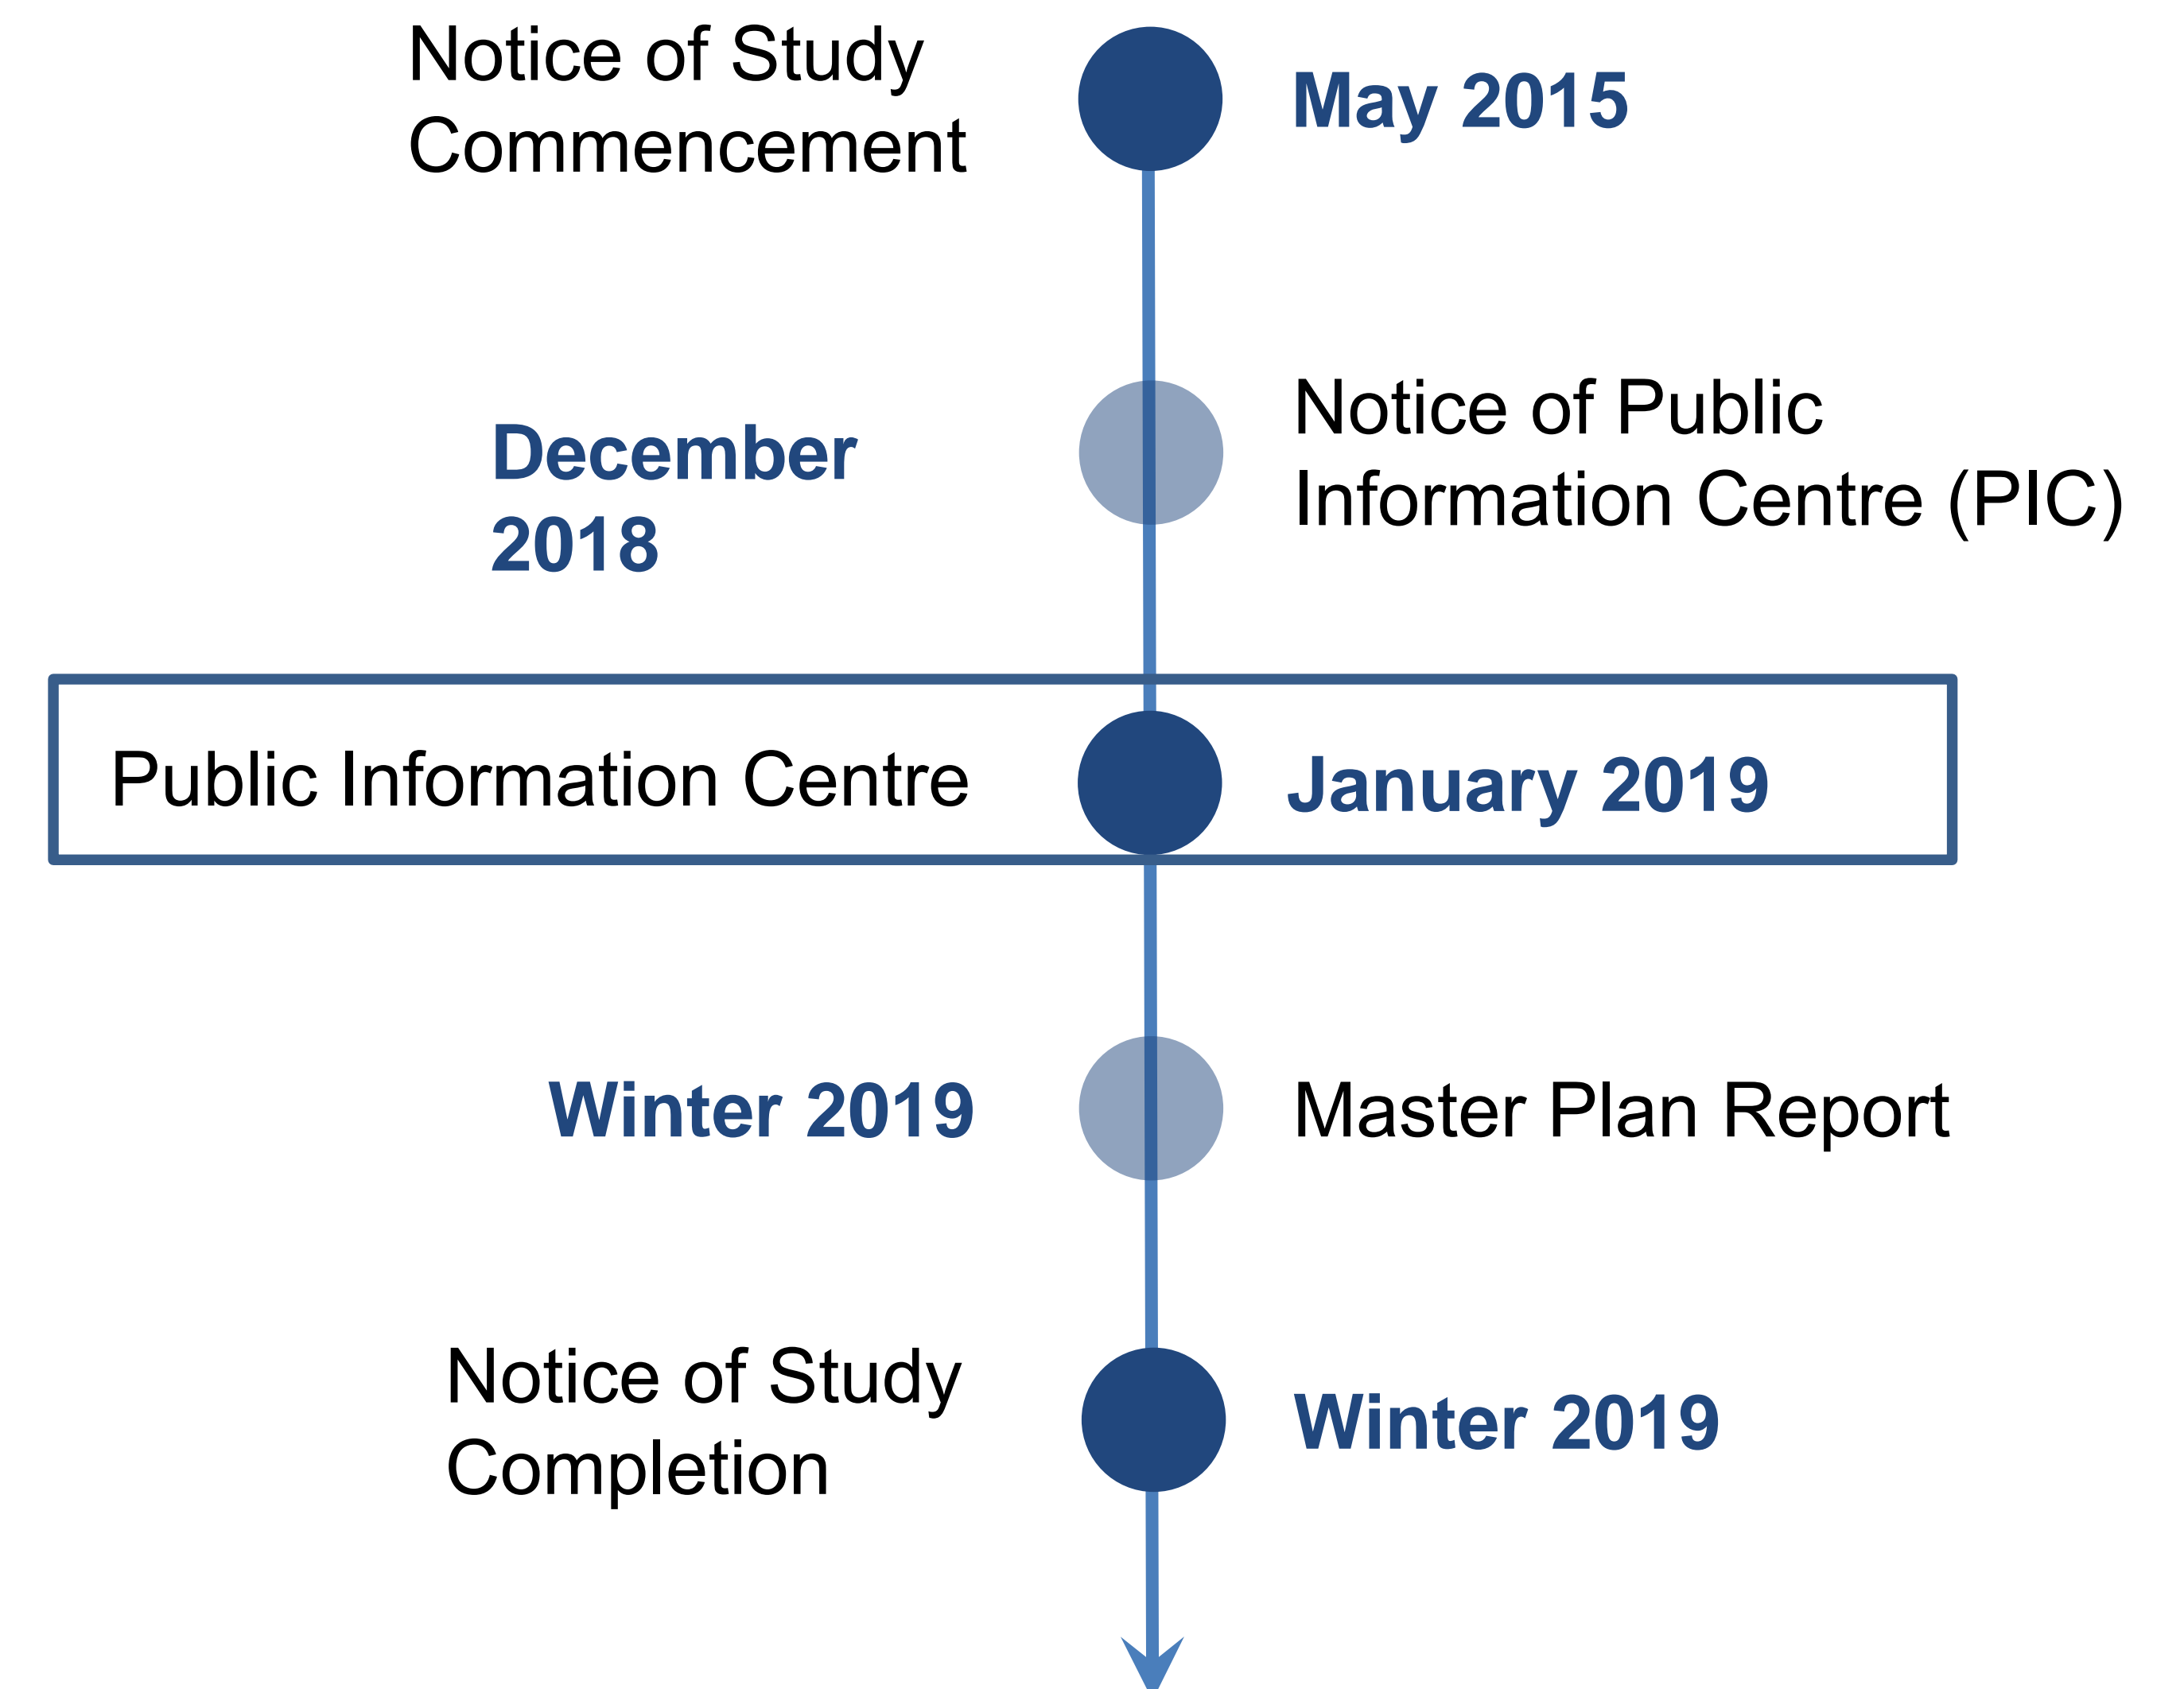 Notice of Study
Commencement
May 2015
December
2018
Notice of Public
Information Centre (PIC)
Public Information Centre
January 2019
Winter 2019
Master Plan Report
Notice of Study
Completion
Winter 2019